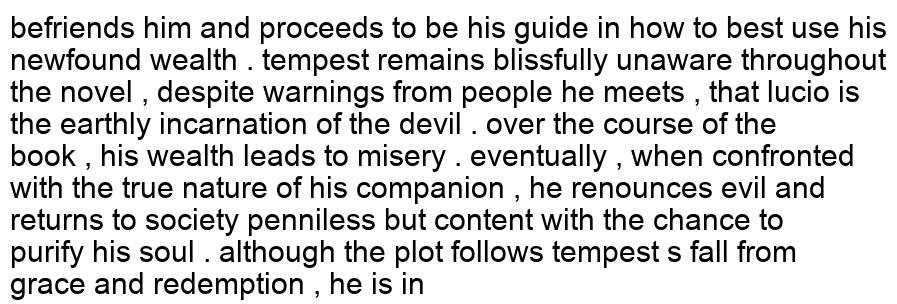 befriends him and proceeds to be his guide in how to best use his
newfound wealth . tempest remains blissfully unaware throughout
the novel , despite warnings from people he meets , that lucio is
the earthly incarnation of the devil . over the course of the
book , his wealth leads to misery . eventually , when confronted
with the true nature of his companion , he renounces evil and
returns to society penniless but content with the chance to
purify his soul . although the plot follows tempest s fall from
grace and redemption , he is in